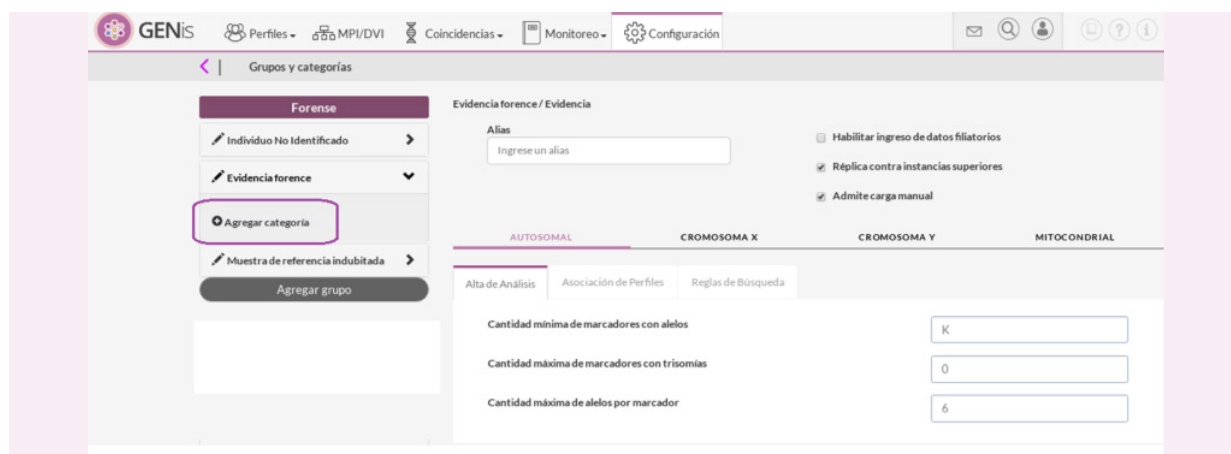 GENis Perfiles MPI/DVI Coincidencias Monitoreo Configuración
Grupos y categorías
Forense
Individuo No Identificado
Evidencia forence
Agregar categoría
Muestra de referencia indubitada
Agregar grupo
Evidencia forence / Evidencia
Alias
Ingrese un alias
Habilitar ingreso de datos filiatorios
Réplica contra instancias superiores
Admite carga manual
AUTOSOMAL CROMOSOMA X CROMOSOMA Y MITOCONDRIAL
Alta de Análisis Asociación de Perfiles Reglas de Búsqueda
Cantidad mínima de marcadores con alelos K
Cantidad máxima de marcadores con trisomías 0
Cantidad máxima de alelos por marcador 6